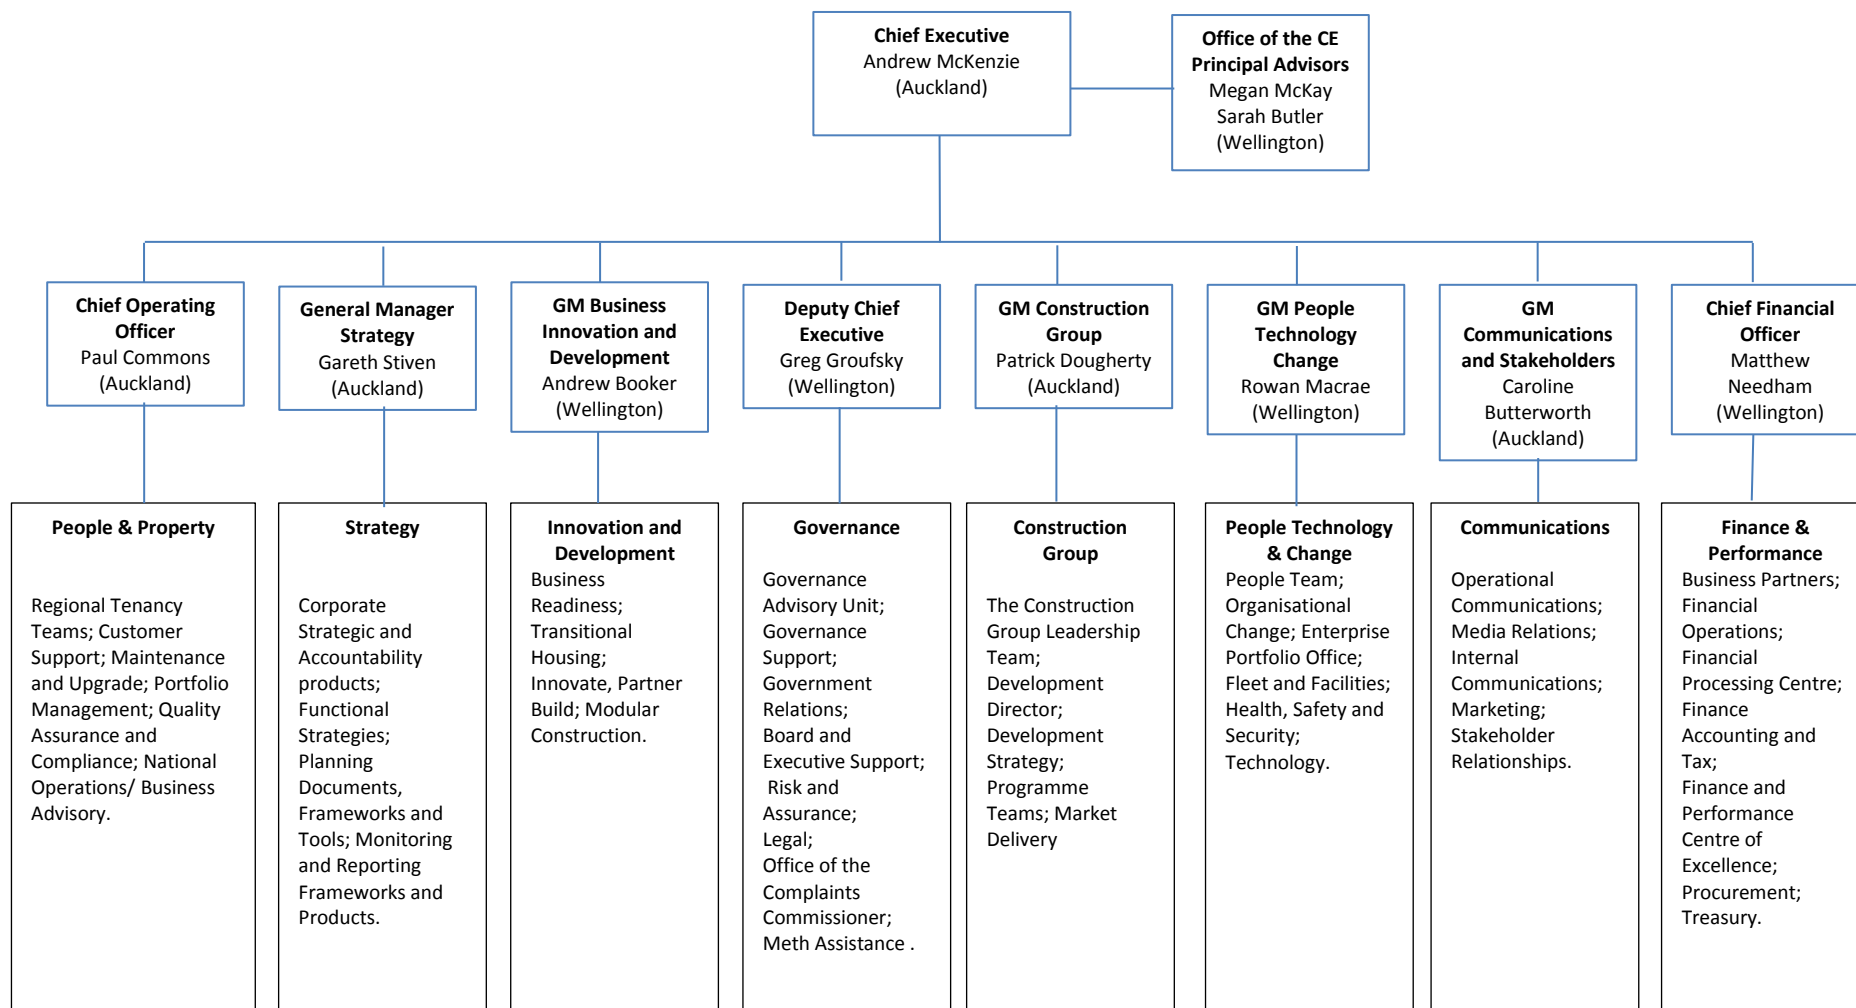 Chief Executive
Andrew McKenzie
(Auckland)
Office of the CE
Principal Advisors
Megan McKay
Sarah Butler
(Wellington)
Chief Operating
Officer
Paul Commons
(Auckland)
General Manager
Strategy
Gareth Stiven
(Auckland)
GM Business
Innovation and
Development
Andrew Booker
(Wellington)
Deputy Chief
Executive
Greg Groufsky
(Wellington)
GM Construction
Group
Patrick Dougherty
(Auckland)
GM People
Technology
Change
Rowan Macrae
(Wellington)
GM
Communications
and Stakeholders
Caroline
Butterworth
(Auckland)
Chief Financial
Officer
Matthew
Needham
(Wellington)
People & Property
Regional Tenancy
Teams; Customer
Support; Maintenance
and Upgrade; Portfolio
Management; Quality
Assurance and
Compliance; National
Operations/ Business
Advisory.
Strategy
Corporate
Strategic and
Accountability
products;
Functional
Strategies;
Planning
Documents,
Frameworks and
Tools; Monitoring
and Reporting
Frameworks and
Products.
Innovation and
Development
Business
Readiness;
Transitional
Housing;
Innovate, Partner
Build; Modular
Construction.
Governance
Governance
Advisory Unit;
Governance
Support;
Government
Relations;
Board and
Executive Support;
Risk and
Assurance;
Legal;
Office of the
Complaints
Commissioner;
Meth Assistance .
Construction
Group
The Construction
Group Leadership
Team;
Development
Director;
Development
Strategy;
Programme
Teams; Market
Delivery
People Technology
& Change
People Team;
Organisational
Change; Enterprise
Portfolio Office;
Fleet and Facilities;
Health, Safety and
Security;
Technology.
Communications
Operational
Communications;
Media Relations;
Internal
Communications;
Marketing;
Stakeholder
Relationships.
Finance &
Performance
Business Partners;
Financial
Operations;
Financial
Processing Centre;
Finance
Accounting and
Tax;
Finance and
Performance
Centre of
Excellence;
Procurement;
Treasury.